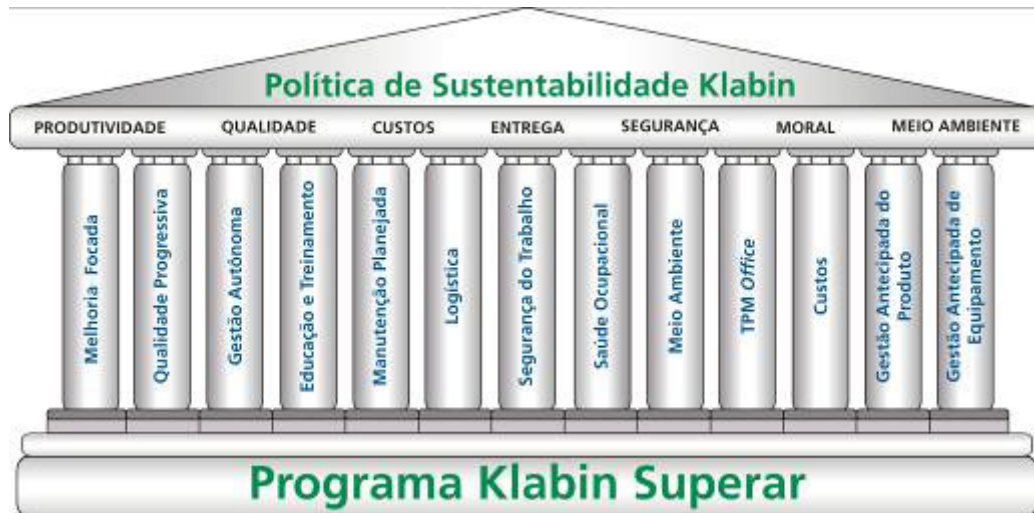 Política de Sustentabilidade Klabin
PRODUTIVIDADE QUALIDADE CUSTOS ENTREGA SEGURANÇA MORAL MEIO AMBIENTE
Melhoria Focada
Qualidade Progressiva
Gestão Autônoma
Educação e Treinamento
Manutenção Planejada
Logística
Segurança do Trabalho
Saúde Ocupacional
Meio Ambiente
TPM Office
Custos
Gestão Antecipada do
Produto
Gestão Antecipada de
Equipamento
Programa Klabin Superar